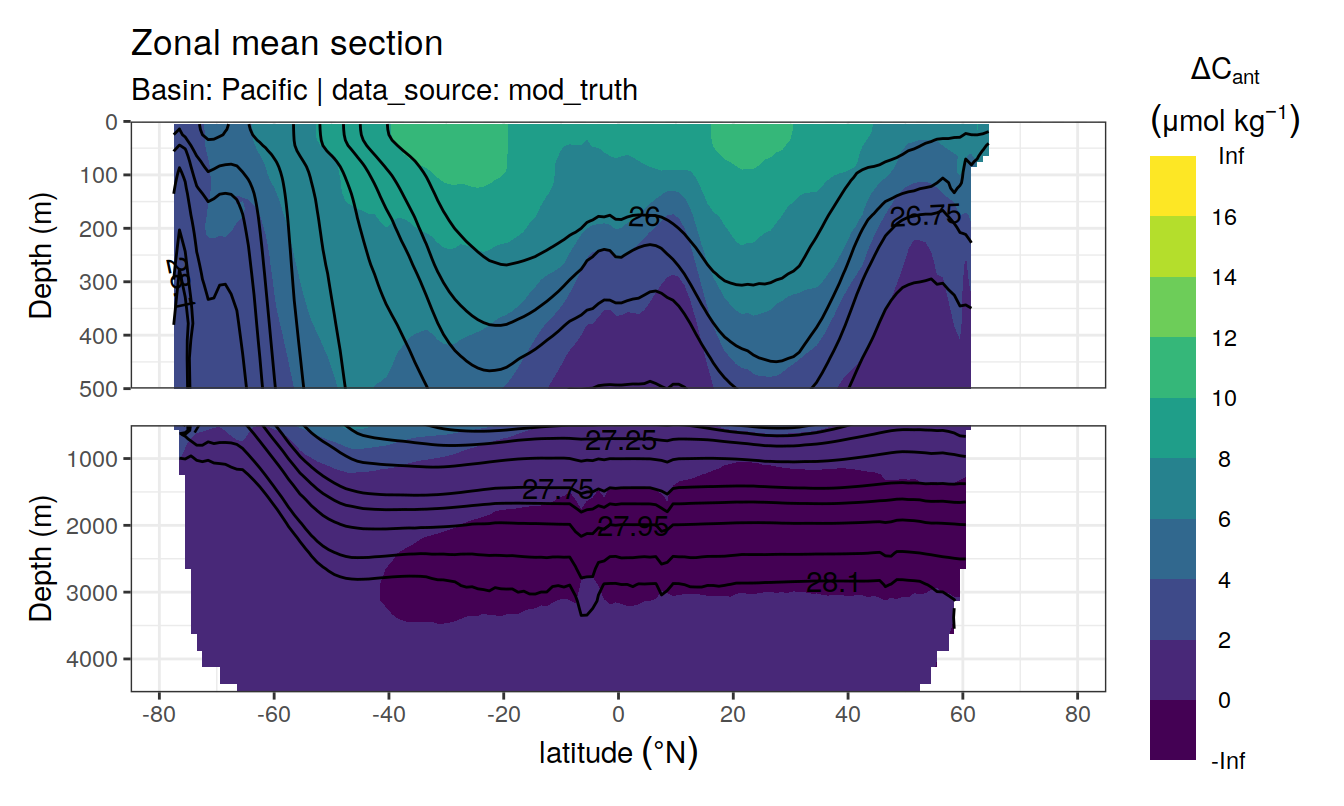 Zonal mean section
Basin: Pacific | data_source: mod_truth
ΔCant
(μmol kg⁻¹)
Inf
16
14
12
10
8
6
4
2
0
-Inf
Depth (m)
0
100
200
300
400
500
26
26.75
28.1
Depth (m)
1000
2000
3000
4000
27.25
27.75
27.95
28.1
-80 -60 -40 -20 0 20 40 60 80
latitude (°N)